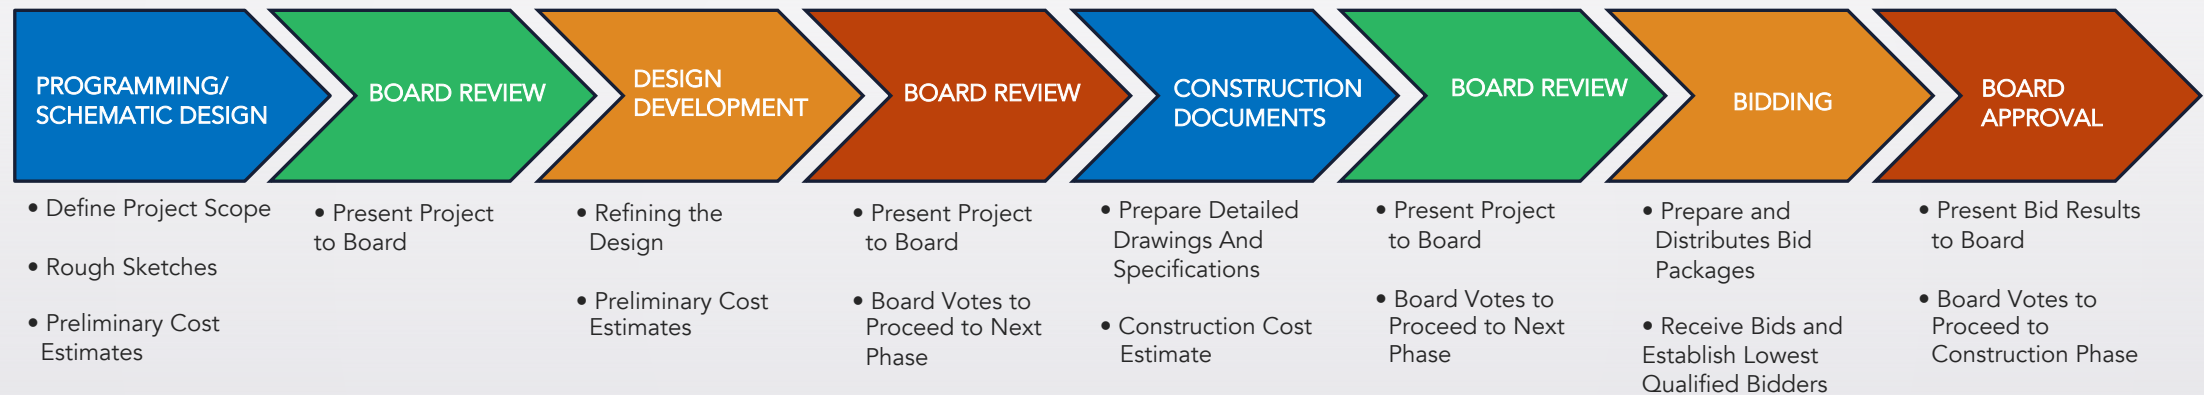 PROGRAMMING/
SCHEMATIC DESIGN
BOARD REVIEW
DESIGN
DEVELOPMENT
BOARD REVIEW
CONSTRUCTION
DOCUMENTS
BOARD REVIEW
BIDDING
BOARD
APPROVAL
• Define Project Scope
• Rough Sketches
• Preliminary Cost
Estimates
• Present Project
to Board
• Refining the
Design
• Preliminary Cost
Estimates
• Present Project
to Board
• Board Votes to
Proceed to Next
Phase
• Prepare Detailed
Drawings And
Specifications
• Construction Cost
Estimate
• Present Project
to Board
• Board Votes to
Proceed to Next
Phase
• Prepare and
Distributes Bid
Packages
• Receive Bids and
Establish Lowest
Qualified Bidders
• Present Bid Results
to Board
• Board Votes to
Proceed to
Construction Phase